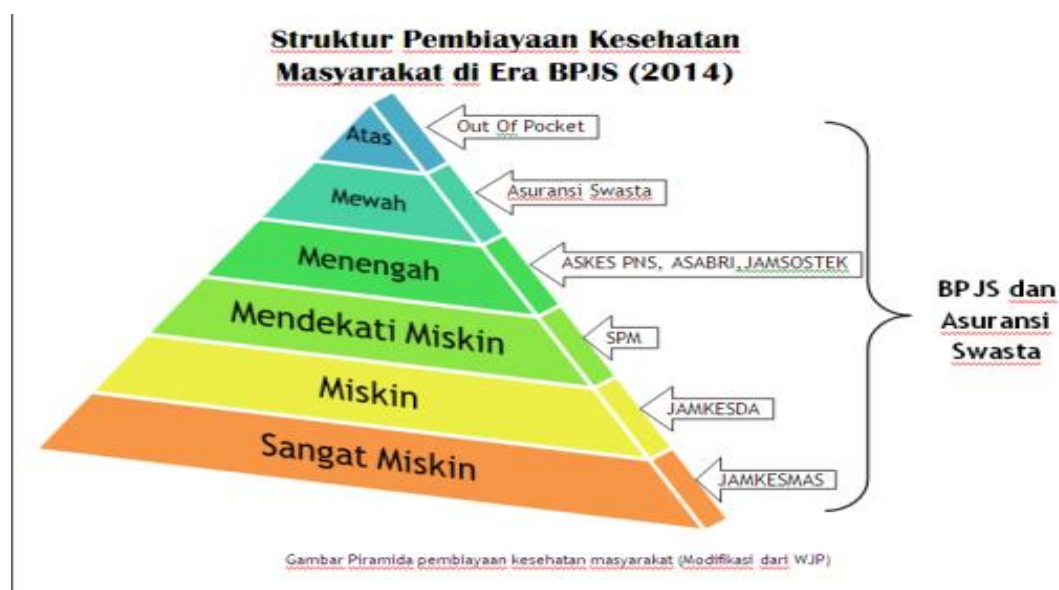 Struktur Pembiayaan Kesehatan
Masyarakat di Era BPJS (2014)
Atas
Out Of Pocket
Mewah
Asuransi Swasta
Menengah
ASKES PNS, ASABRI,JAMSOSTEK
Mendekati Miskin
SPM
Miskin
JAMKESDA
Sangat Miskin
JAMKESMAS
BPJS dan
Asuransi
Swasta
Gambar Piramida pembiayaan kesehatan masyarakat (Modifikasi dari WJP)